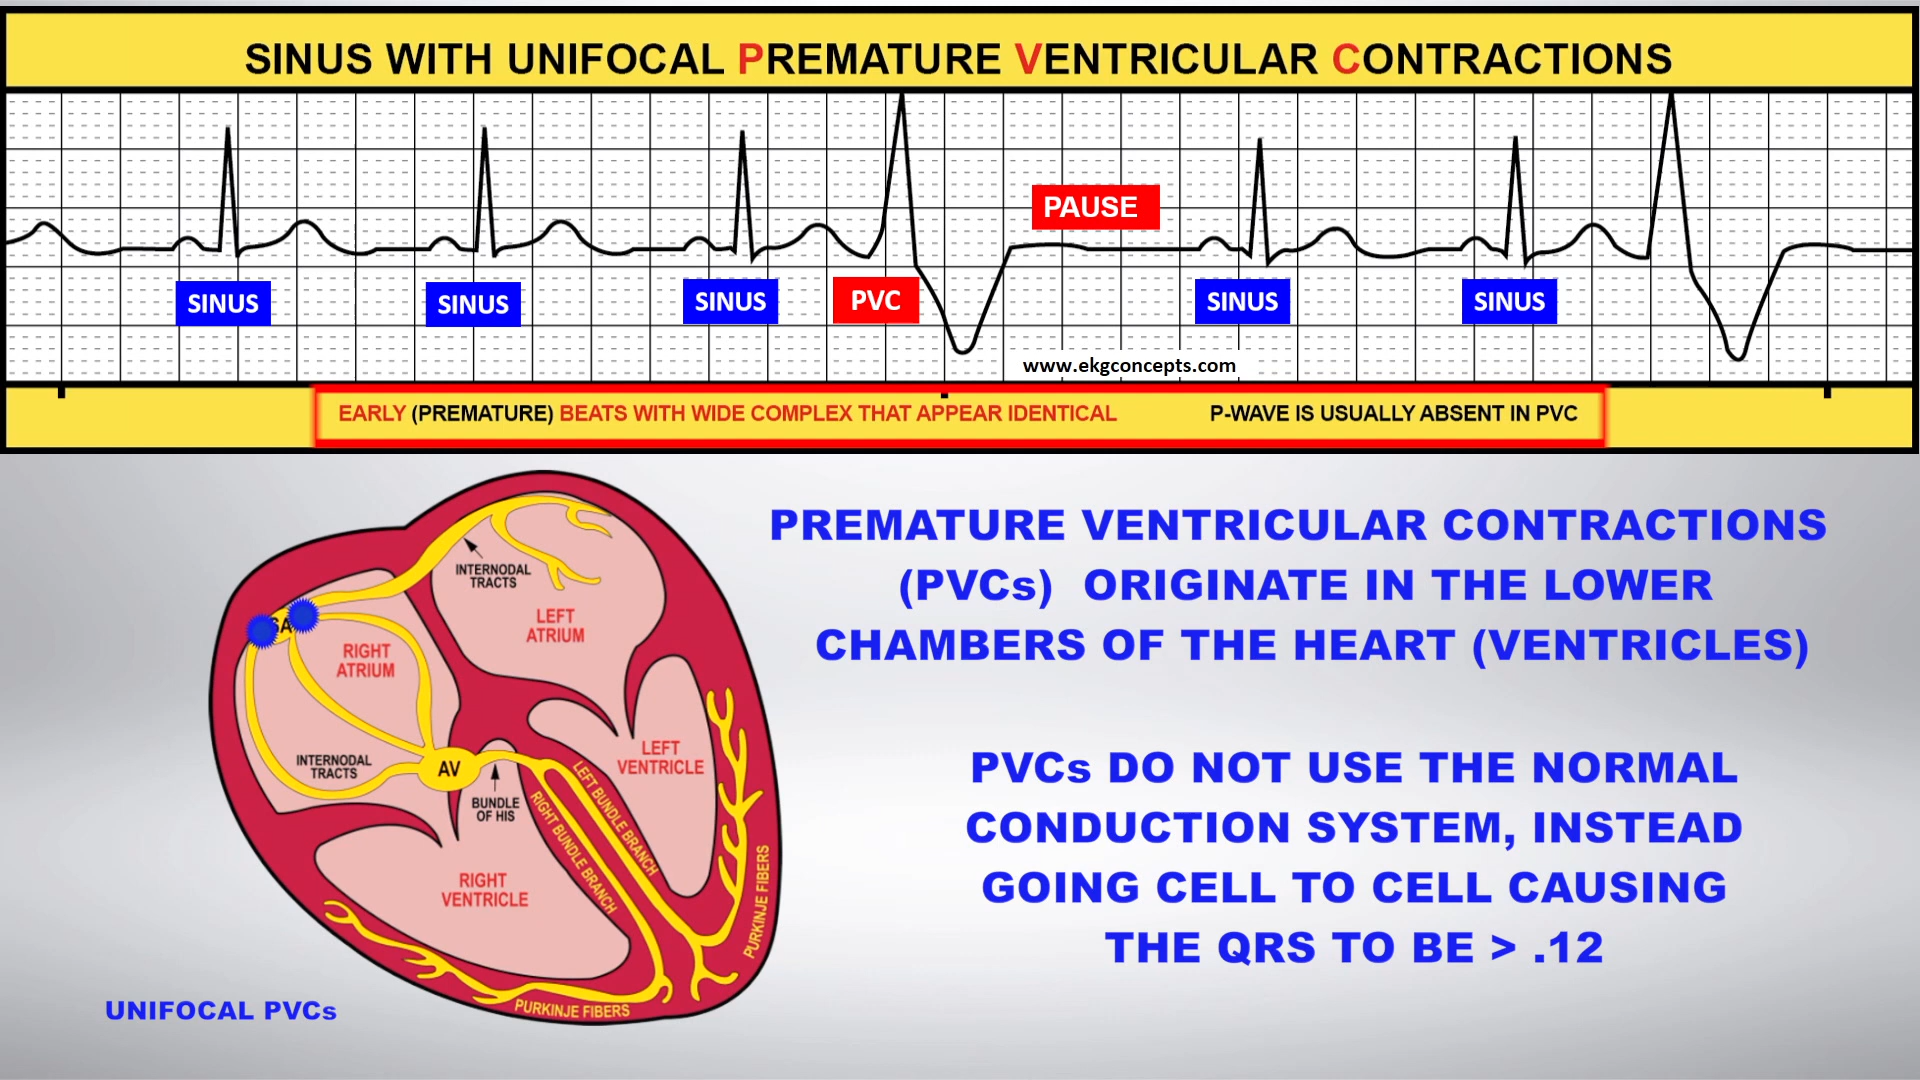 SINUS WITH UNIFOCAL PREMATURE VENTRICULAR CONTRACTIONS
PAUSE
SINUS
SINUS
SINUS
PVC
SINUS
SINUS
www.ekgconcepts.com
EARLY (PREMATURE) BEATS WITH WIDE COMPLEX THAT APPEAR IDENTICAL
P-WAVE IS USUALLY ABSENT IN PVC
INTERNODAL
TRACTS
LEFT
ATRIUM
SA
RIGHT
ATRIUM
INTERNODAL
TRACTS
AV
BUNDLE
OF HIS
LEFT
VENTRICLE
LEFT BUNDLE BRANCH
RIGHT BUNDLE BRANCH
RIGHT
VENTRICLE
PURKINJE FIBERS
PURKINJE FIBERS
UNIFOCAL PVCs
PREMATURE VENTRICULAR CONTRACTIONS
(PVCs) ORIGINATE IN THE LOWER
CHAMBERS OF THE HEART (VENTRICLES)
PVCs DO NOT USE THE NORMAL
CONDUCTION SYSTEM, INSTEAD
GOING CELL TO CELL CAUSING
THE QRS TO BE > .12